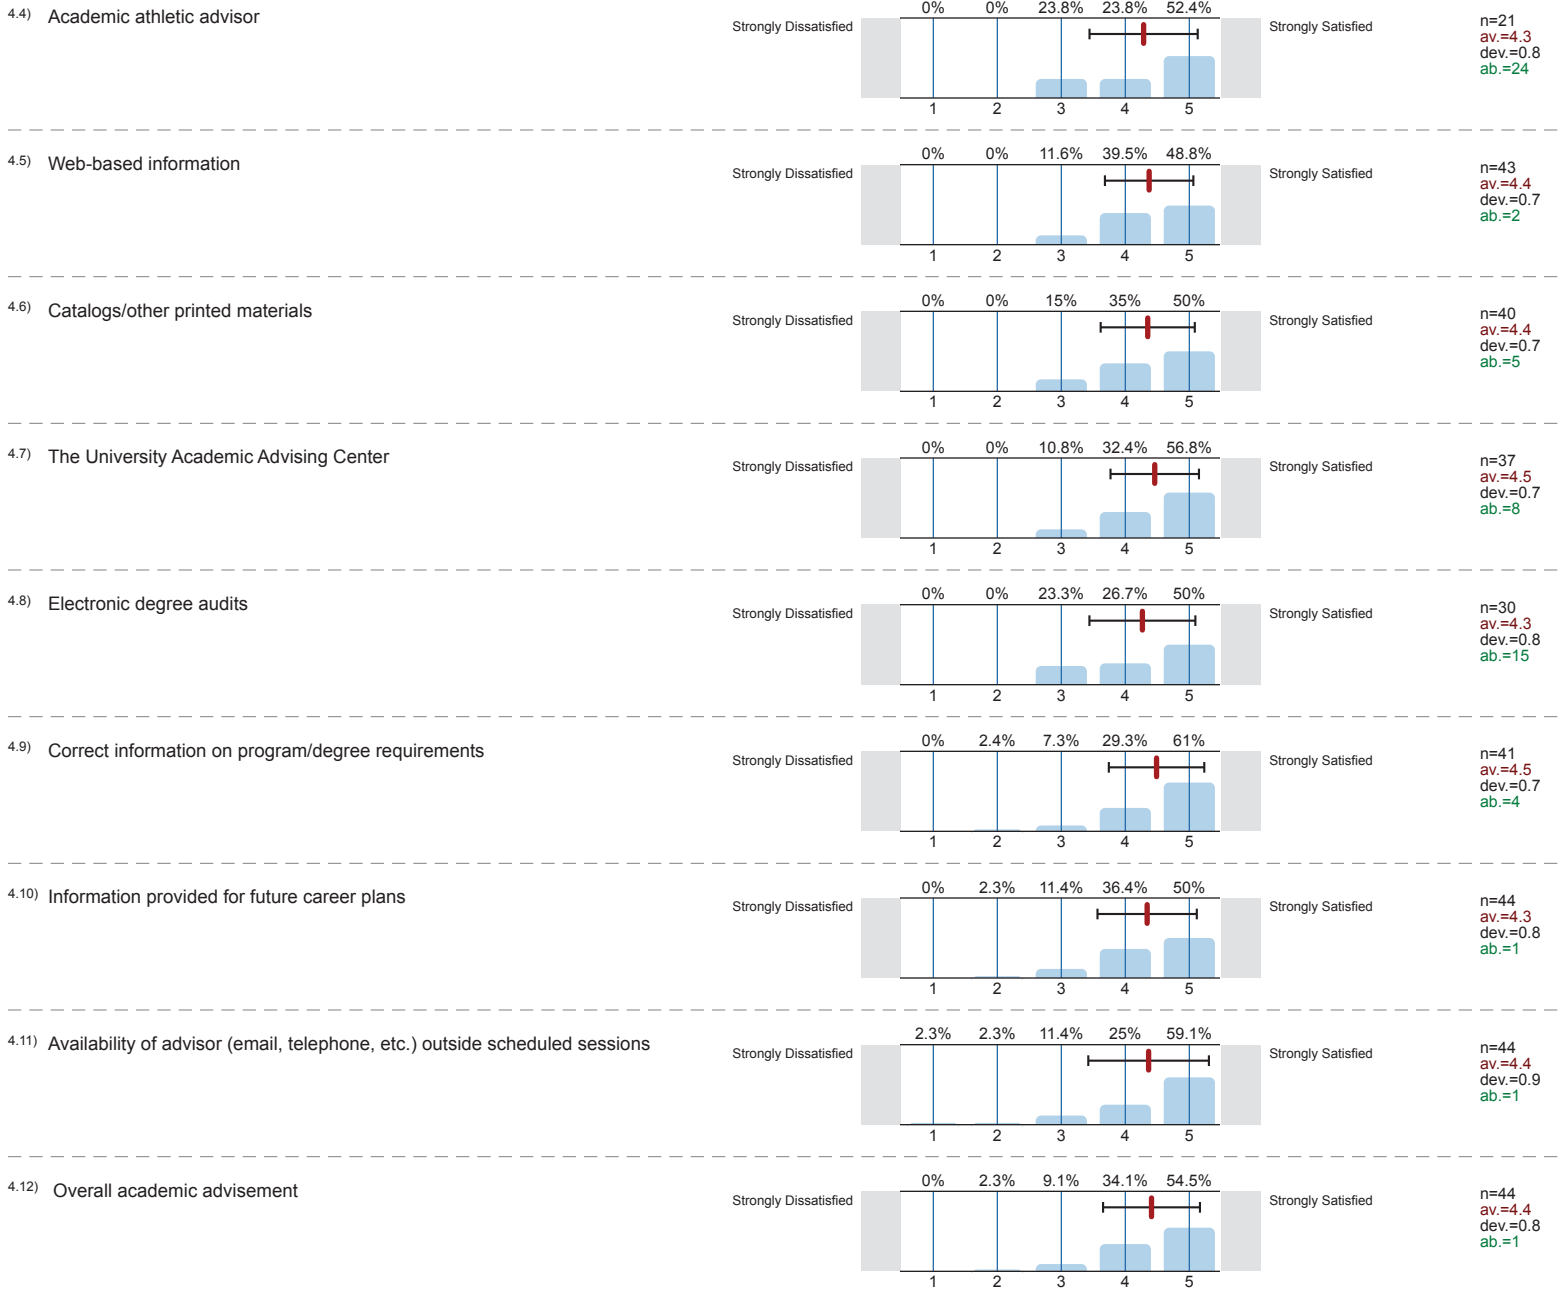 4.4) Academic athletic advisor
0% 0% 23.8% 23.8% 52.4%
Strongly Dissatisfied Strongly Satisfied
n=21
av.=4.3
dev.=0.8
ab.=24
1 2 3 4 5
4.5) Web-based information
0% 0% 11.6% 39.5% 48.8%
Strongly Dissatisfied Strongly Satisfied
n=43
av.=4.4
dev.=0.7
ab.=2
1 2 3 4 5
4.6) Catalogs/other printed materials
0% 0% 15% 35% 50%
Strongly Dissatisfied Strongly Satisfied
n=40
av.=4.4
dev.=0.7
ab.=5
1 2 3 4 5
4.7) The University Academic Advising Center
0% 0% 10.8% 32.4% 56.8%
Strongly Dissatisfied Strongly Satisfied
n=37
av.=4.5
dev.=0.7
ab.=8
1 2 3 4 5
4.8) Electronic degree audits
0% 0% 23.3% 26.7% 50%
Strongly Dissatisfied Strongly Satisfied
n=30
av.=4.3
dev.=0.8
ab.=15
1 2 3 4 5
4.9) Correct information on program/degree requirements
0% 2.4% 7.3% 29.3% 61%
Strongly Dissatisfied Strongly Satisfied
n=41
av.=4.5
dev.=0.7
ab.=4
1 2 3 4 5
4.10) Information provided for future career plans
0% 2.3% 11.4% 36.4% 50%
Strongly Dissatisfied Strongly Satisfied
n=44
av.=4.3
dev.=0.8
ab.=1
1 2 3 4 5
4.11) Availability of advisor (email, telephone, etc.) outside scheduled sessions
2.3% 2.3% 11.4% 25% 59.1%
Strongly Dissatisfied Strongly Satisfied
n=44
av.=4.4
dev.=0.9
ab.=1
1 2 3 4 5
4.12) Overall academic advisement
0% 2.3% 9.1% 34.1% 54.5%
Strongly Dissatisfied Strongly Satisfied
n=44
av.=4.4
dev.=0.8
ab.=1
1 2 3 4 5